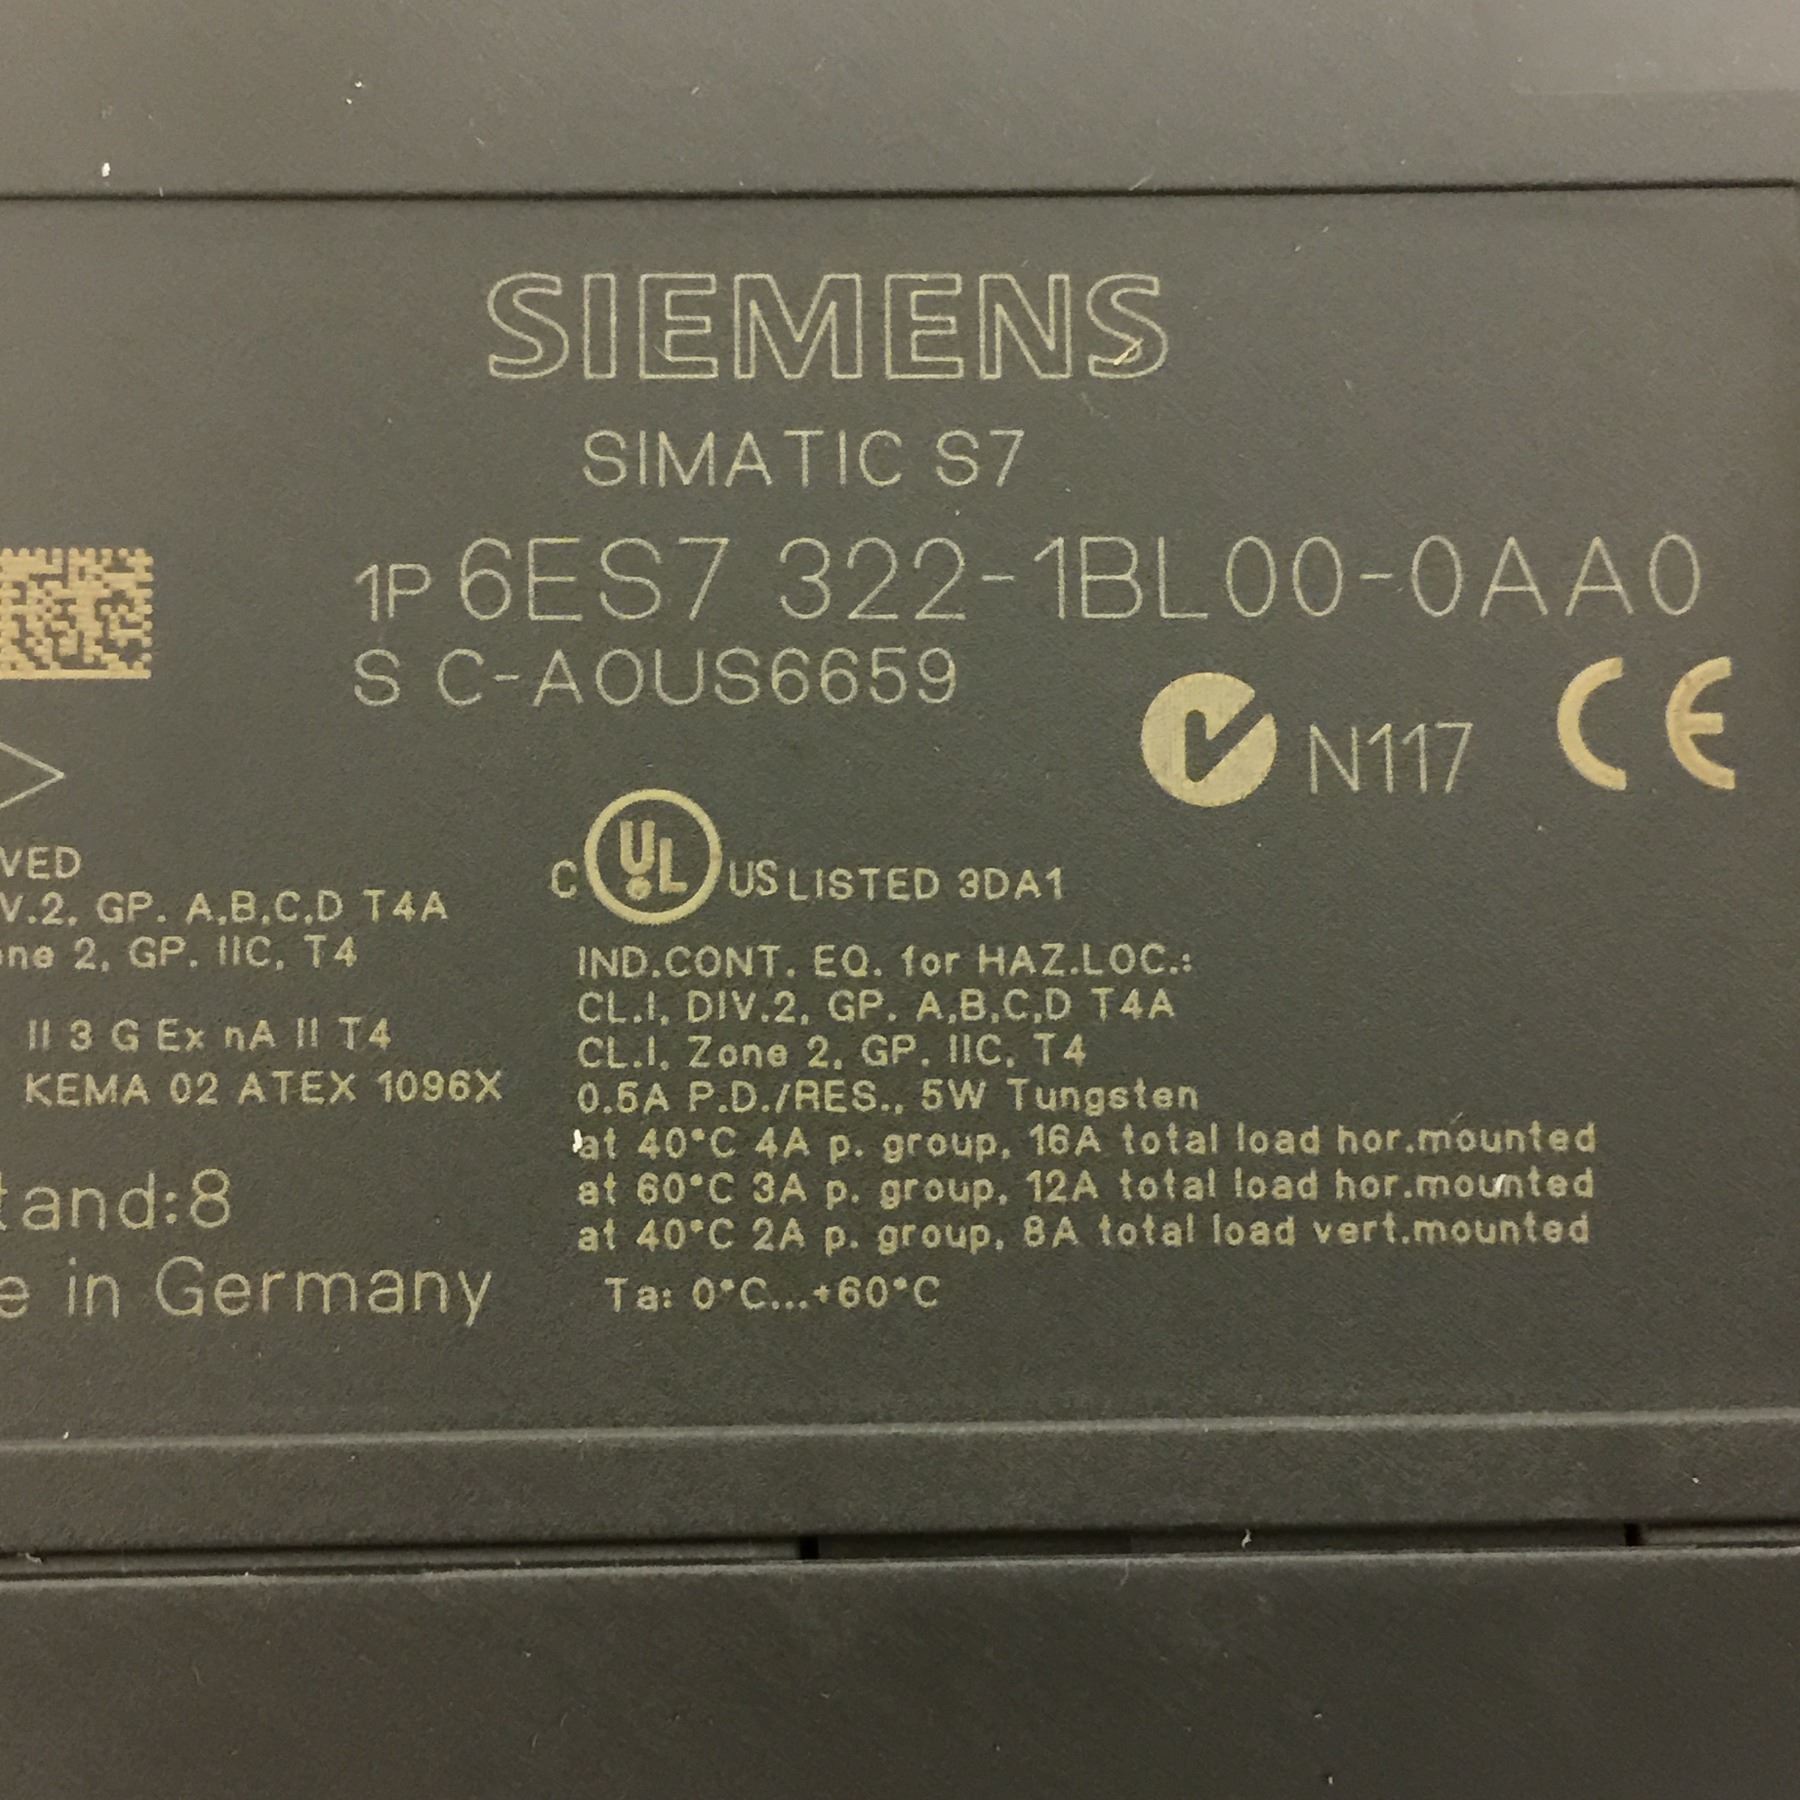 SIEMENS
SIMATIC S7
1P 6ES7 322-1BL00-0AA0
S C-A0US6659
N117 CE
C UL US LISTED 3DA1
IND.CONT. EQ. for HAZ.LOC.:
CL.I, DIV.2, GP. A,B,C,D T4A
CL.I, Zone 2, GP. IIC, T4
0.5A P.D./RES., 5W Tungsten
at 40°C 4A p. group, 16A total load hor.mounted
at 60°C 3A p. group, 12A total load hor.mounted
at 40°C 2A p. group, 8A total load vert.mounted
Ta: 0°C...+60°C
VED
V.2, GP. A,B,C,D T4A
ne 2, GP. IIC, T4
II 3 G Ex nA II T4
KEMA 02 ATEX 1096X
tand:8
e in Germany